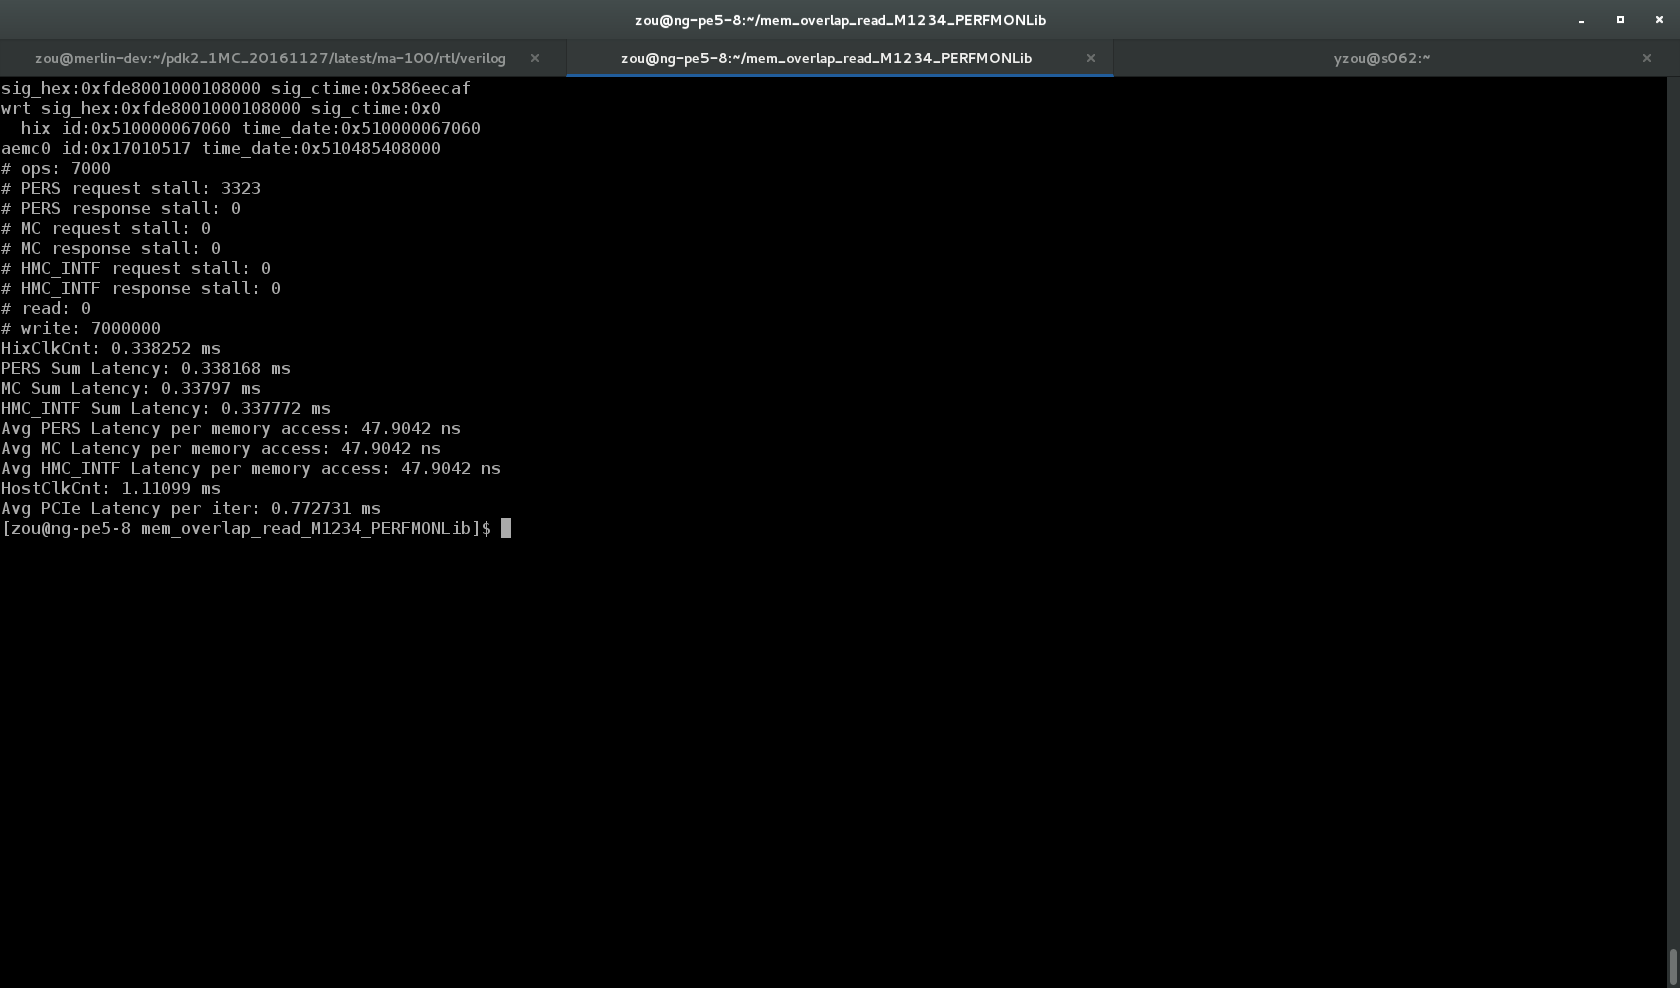 zou@ng-pe5-8:~/mem_overlap_read_M1234_PERFMONLib
zou@merlin-dev:~/pdk2_1MC_20161127/latest/ma-100/rtl/verilog
zou@ng-pe5-8:~/mem_overlap_read_M1234_PERFMONLib
yzou@s062:~
sig_hex:0xfde8001000108000 sig_ctime:0x586eecaf
wrt sig_hex:0xfde8001000108000 sig_ctime:0x0
  hix id:0x510000067060 time_date:0x510000067060
aemc0 id:0x17010517 time_date:0x510485408000
# ops: 7000
# PERS request stall: 3323
# PERS response stall: 0
# MC request stall: 0
# MC response stall: 0
# HMC_INTF request stall: 0
# HMC_INTF response stall: 0
# read: 0
# write: 7000000
HixClkCnt: 0.338252 ms
PERS Sum Latency: 0.338168 ms
MC Sum Latency: 0.33797 ms
HMC_INTF Sum Latency: 0.337772 ms
Avg PERS Latency per memory access: 47.9042 ns
Avg MC Latency per memory access: 47.9042 ns
Avg HMC_INTF Latency per memory access: 47.9042 ns
HostClkCnt: 1.11099 ms
Avg PCIe Latency per iter: 0.772731 ms
[zou@ng-pe5-8 mem_overlap_read_M1234_PERFMONLib]$